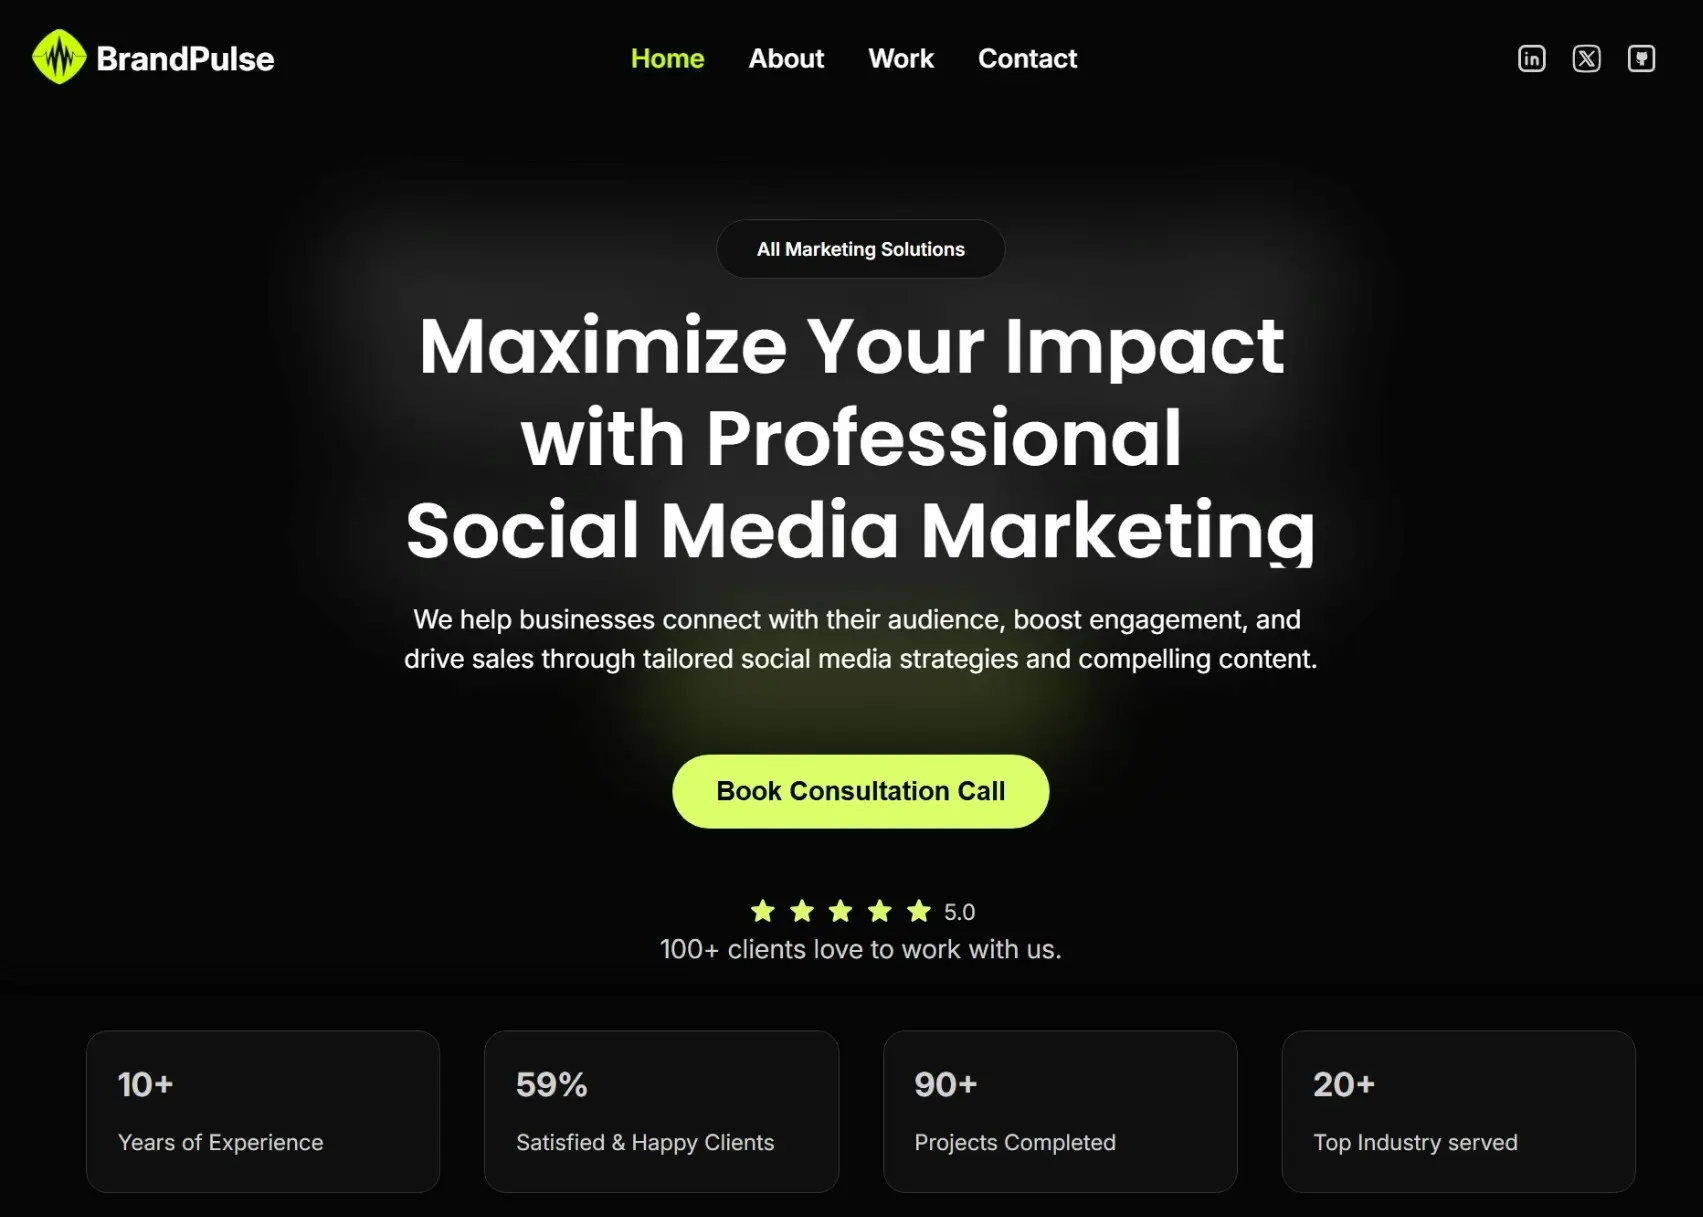 BrandPulse
Home About Work Contact
All Marketing Solutions
Maximize Your Impact
with Professional
Social Media Marketing
We help businesses connect with their audience, boost engagement, and
drive sales through tailored social media strategies and compelling content.
Book Consultation Call
5.0
100+ clients love to work with us.
10+
Years of Experience
59%
Satisfied & Happy Clients
90+
Projects Completed
20+
Top Industry served